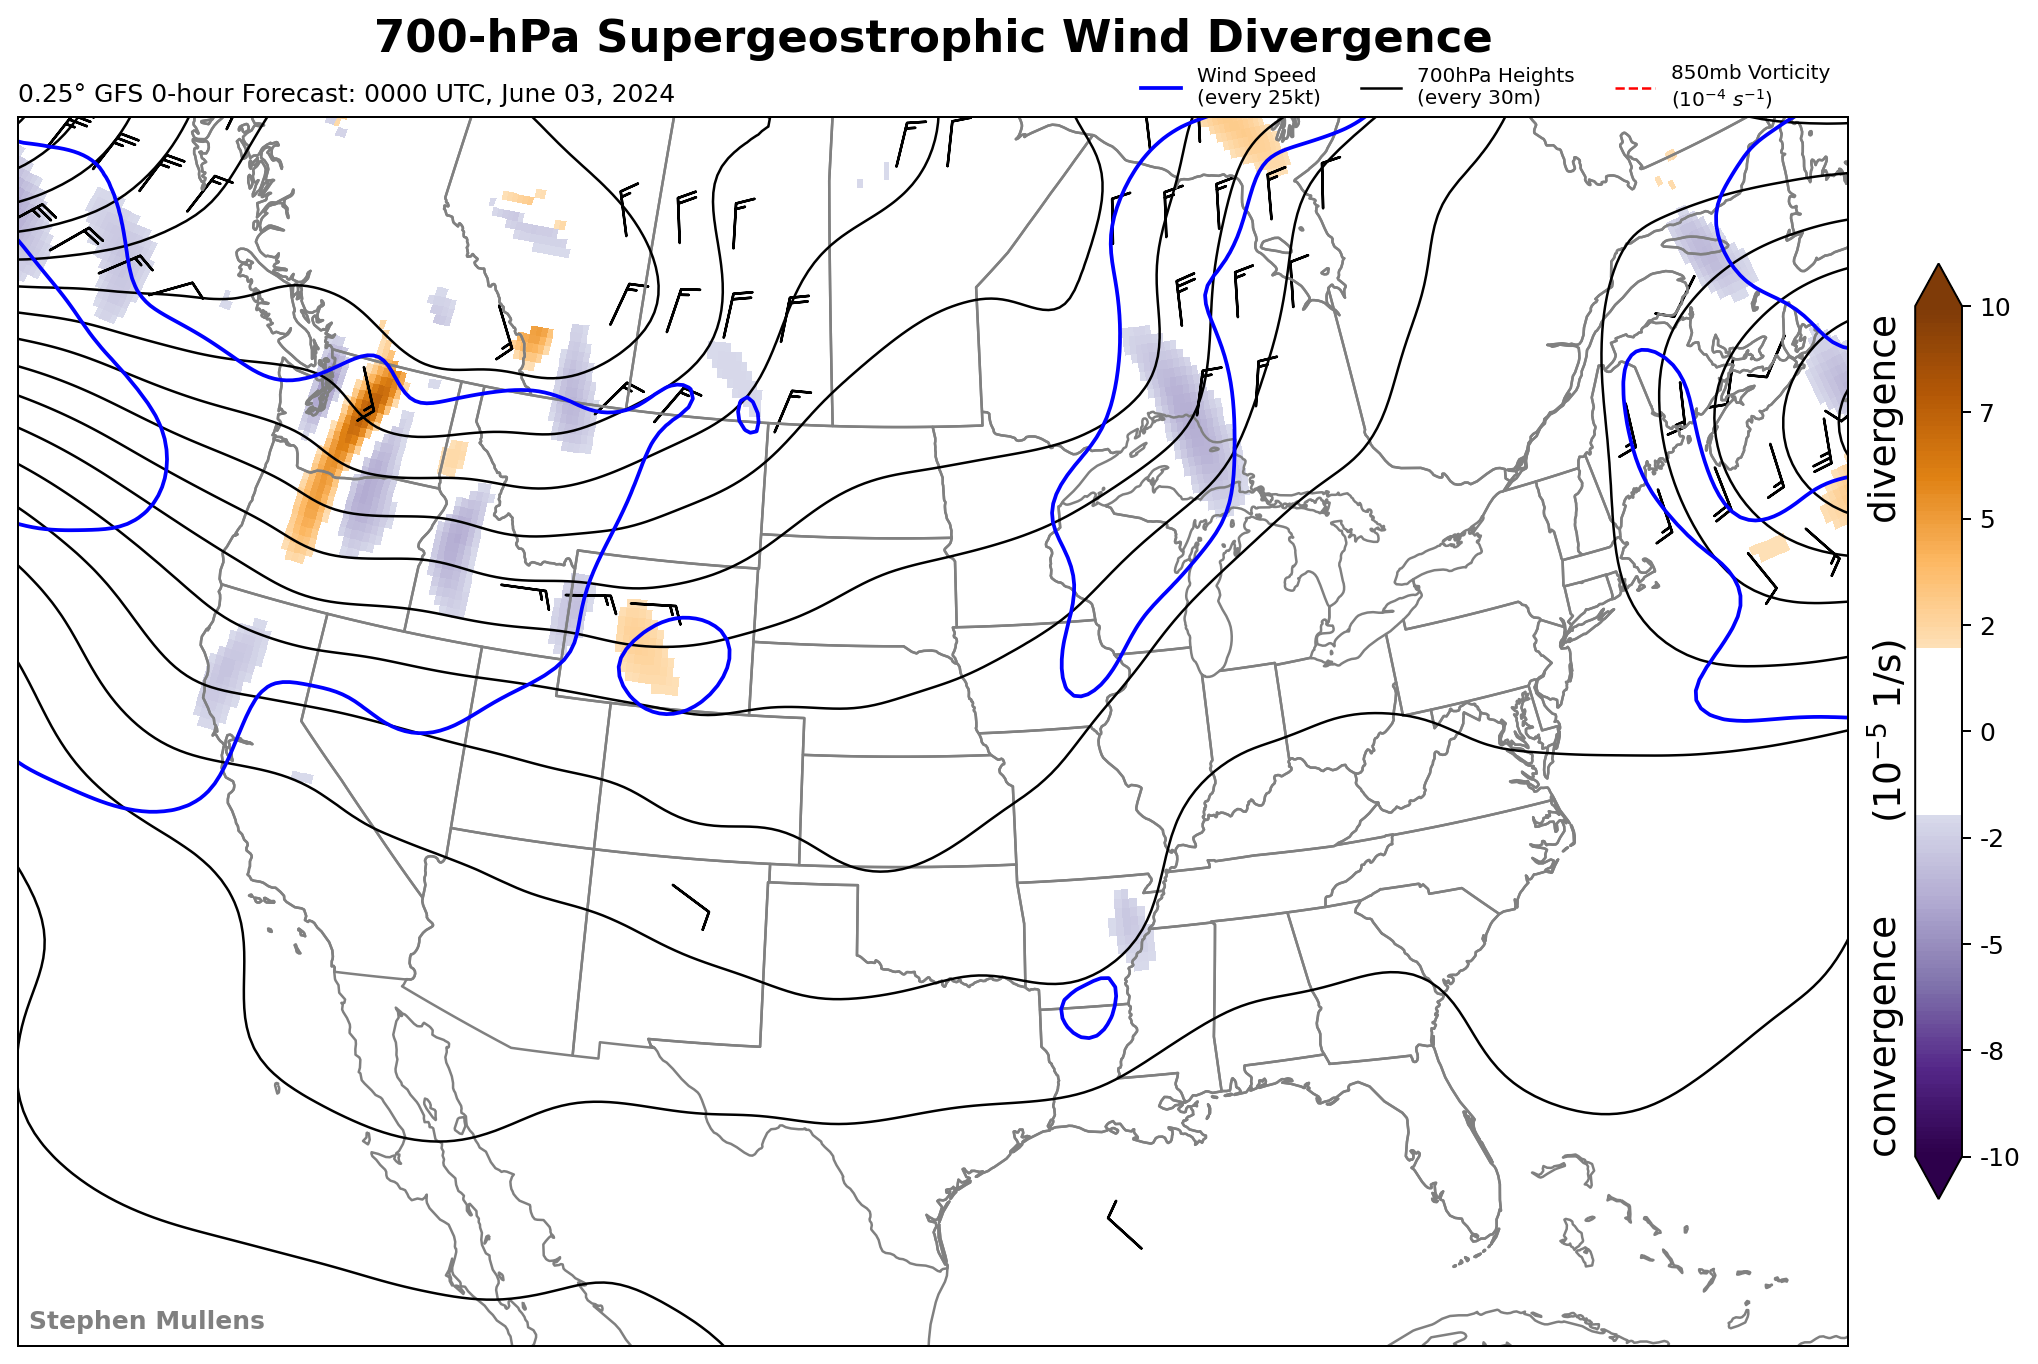 700-hPa Supergeostrophic Wind Divergence
0.25° GFS 0-hour Forecast: 0000 UTC, June 03, 2024
Wind Speed
(every 25kt)
700hPa Heights
(every 30m)
850mb Vorticity
(10⁻⁴ s⁻¹)
10
7
5
2
0
-2
-5
-8
-10
convergence (10⁻⁵ 1/s) divergence
Stephen Mullens